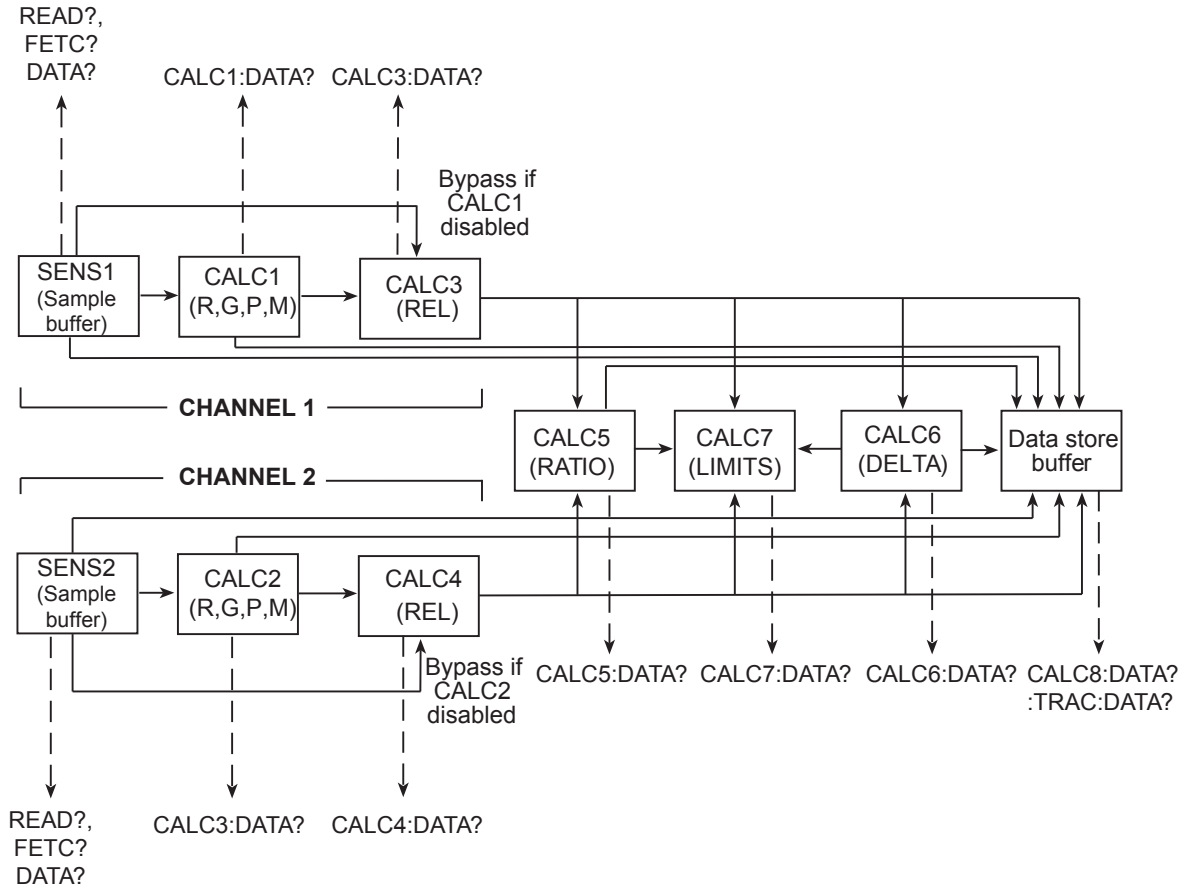 READ?,
FETC?
DATA?
CALC1:DATA?
CALC3:DATA?
Bypass if
CALC1
disabled
SENS1
(Sample
buffer)
CALC1
(R,G,P,M)
CALC3
(REL)
CHANNEL 1
CALC5
(RATIO)
CALC7
(LIMITS)
CALC6
(DELTA)
Data store
buffer
CHANNEL 2
SENS2
(Sample
buffer)
CALC2
(R,G,P,M)
CALC4
(REL)
Bypass if
CALC2
disabled
CALC5:DATA?
CALC7:DATA?
CALC6:DATA?
CALC8:DATA?
:TRAC:DATA?
READ?,
FETC?
DATA?
CALC3:DATA?
CALC4:DATA?